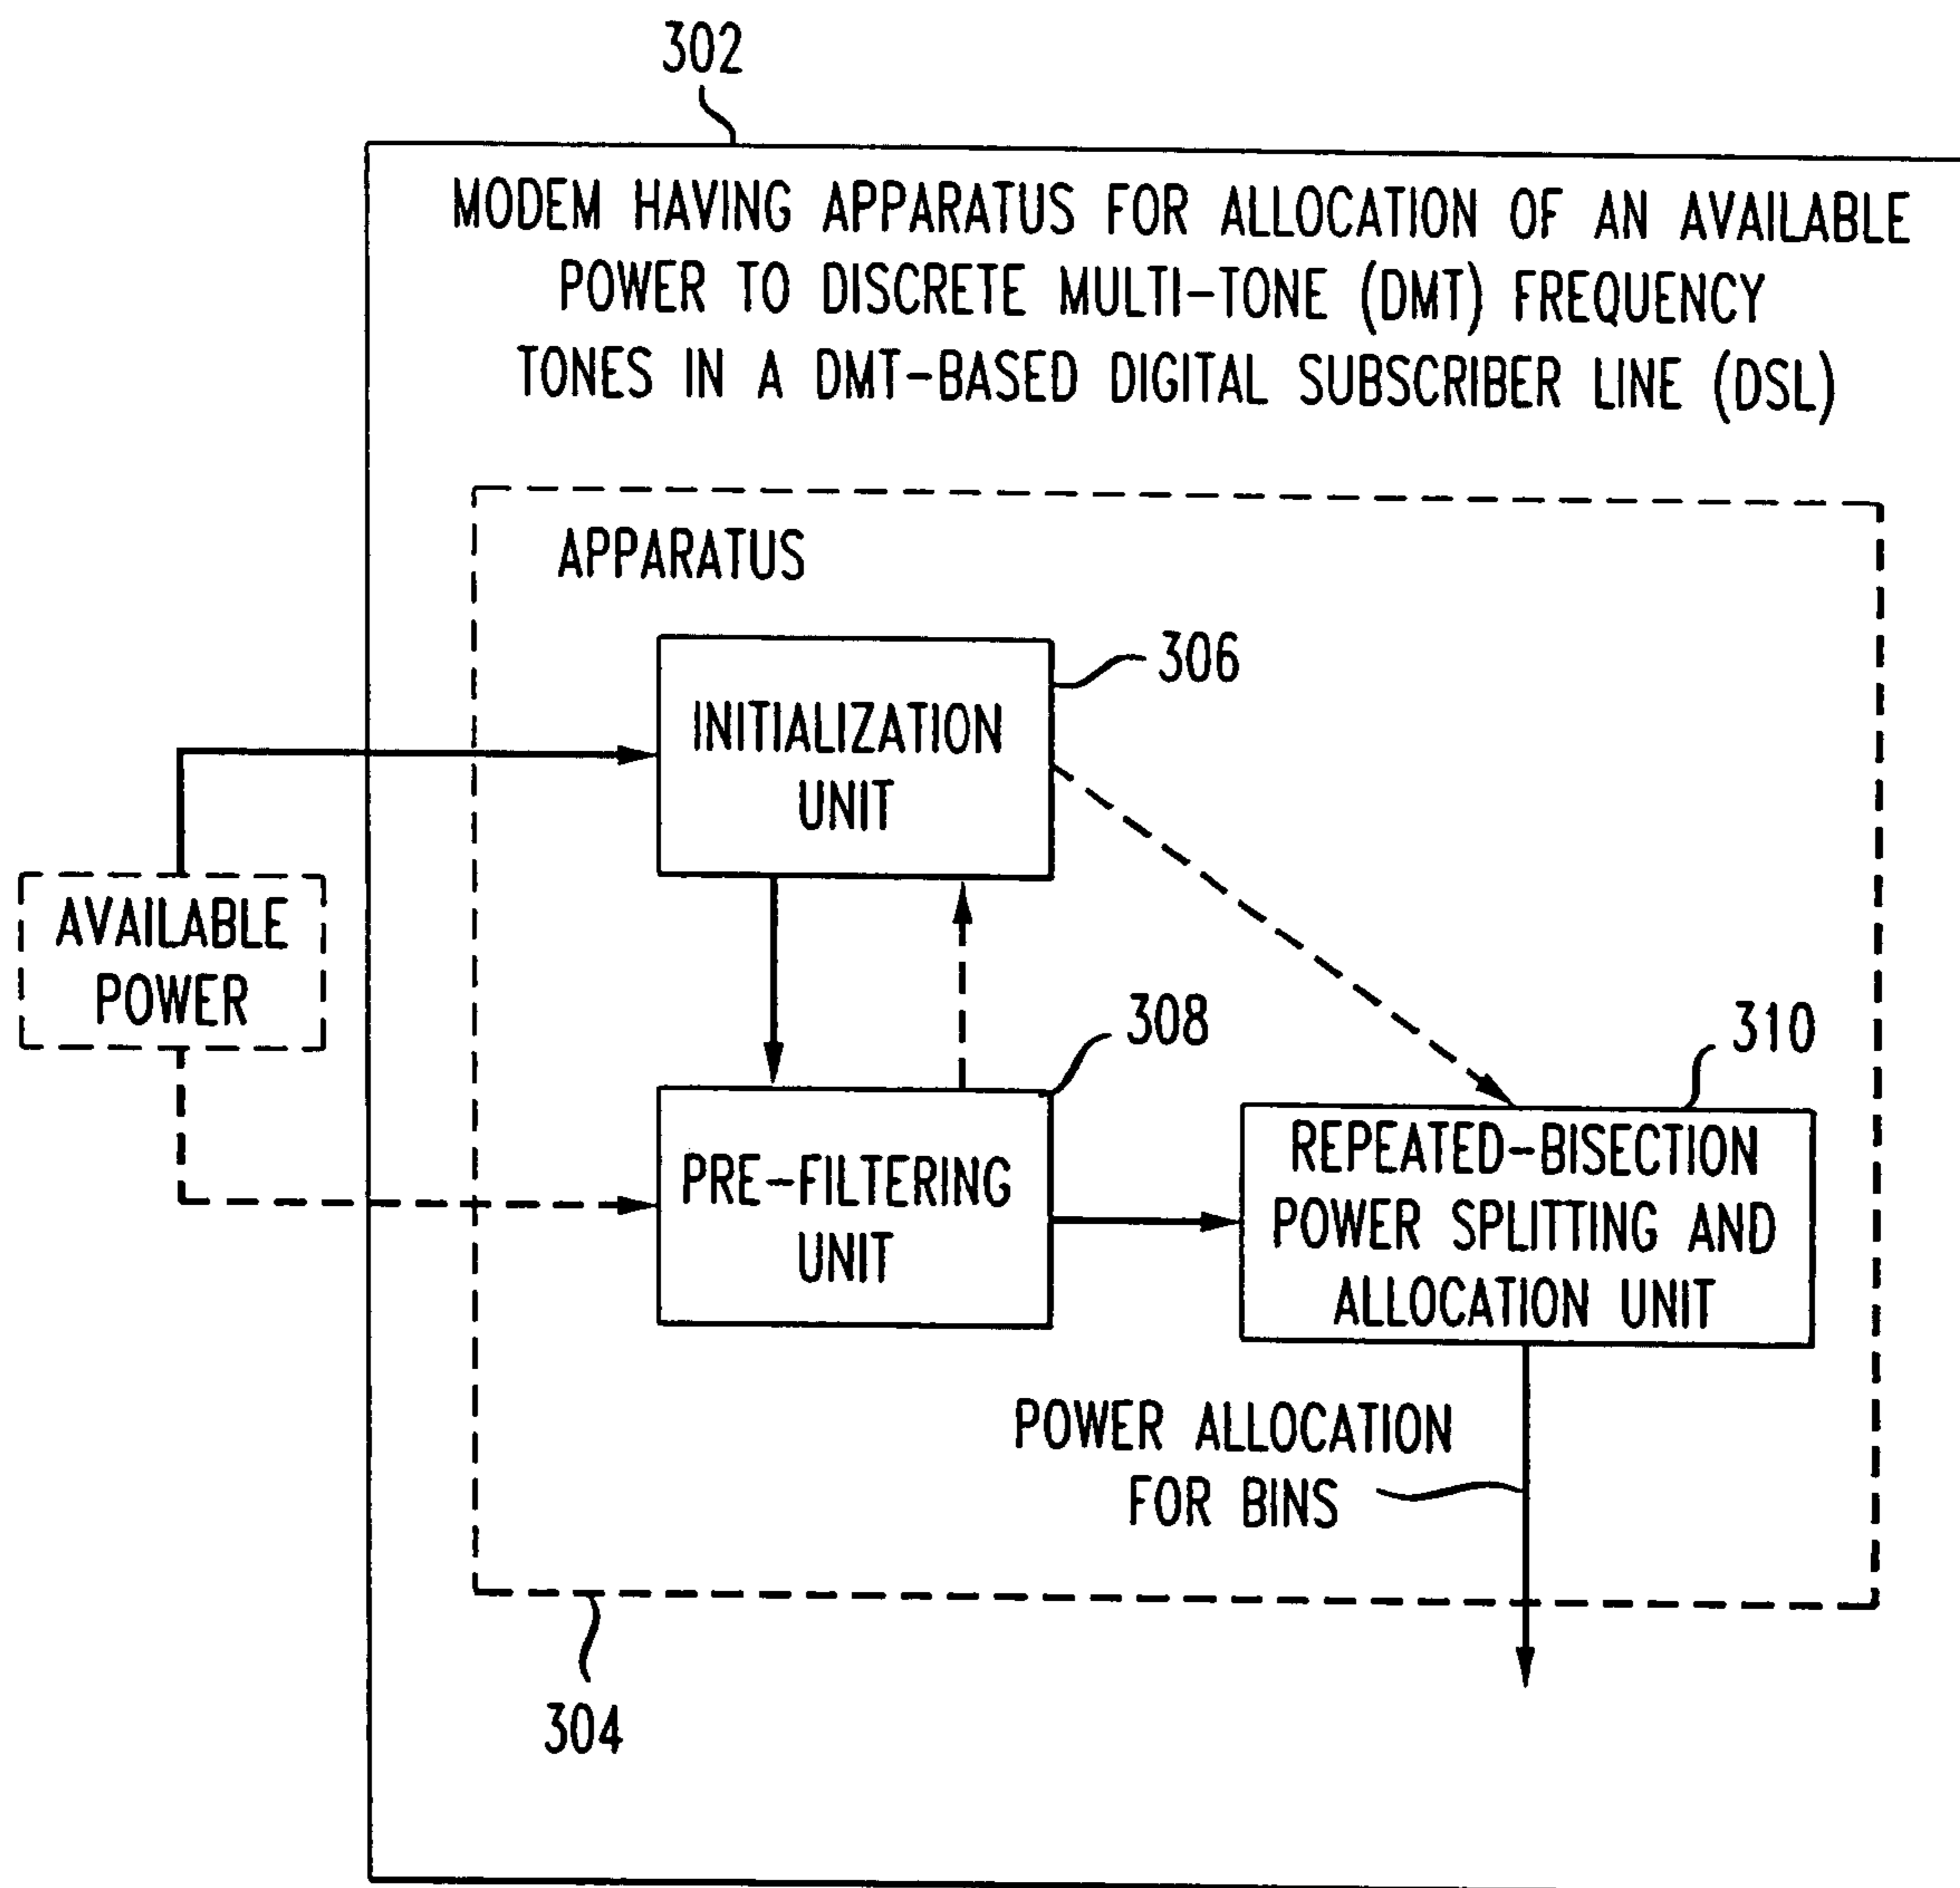 302
MODEM HAVING APPARATUS FOR ALLOCATION OF AN AVAILABLE
POWER TO DISCRETE MULTI-TONE (DMT) FREQUENCY
TONES IN A DMT-BASED DIGITAL SUBSCRIBER LINE (DSL)
APPARATUS
306
INITIALIZATION
UNIT
AVAILABLE
POWER
308
310
PRE-FILTERING
UNIT
REPEATED-BISECTION
POWER SPLITTING AND
ALLOCATION UNIT
POWER ALLOCATION
FOR BINS
304